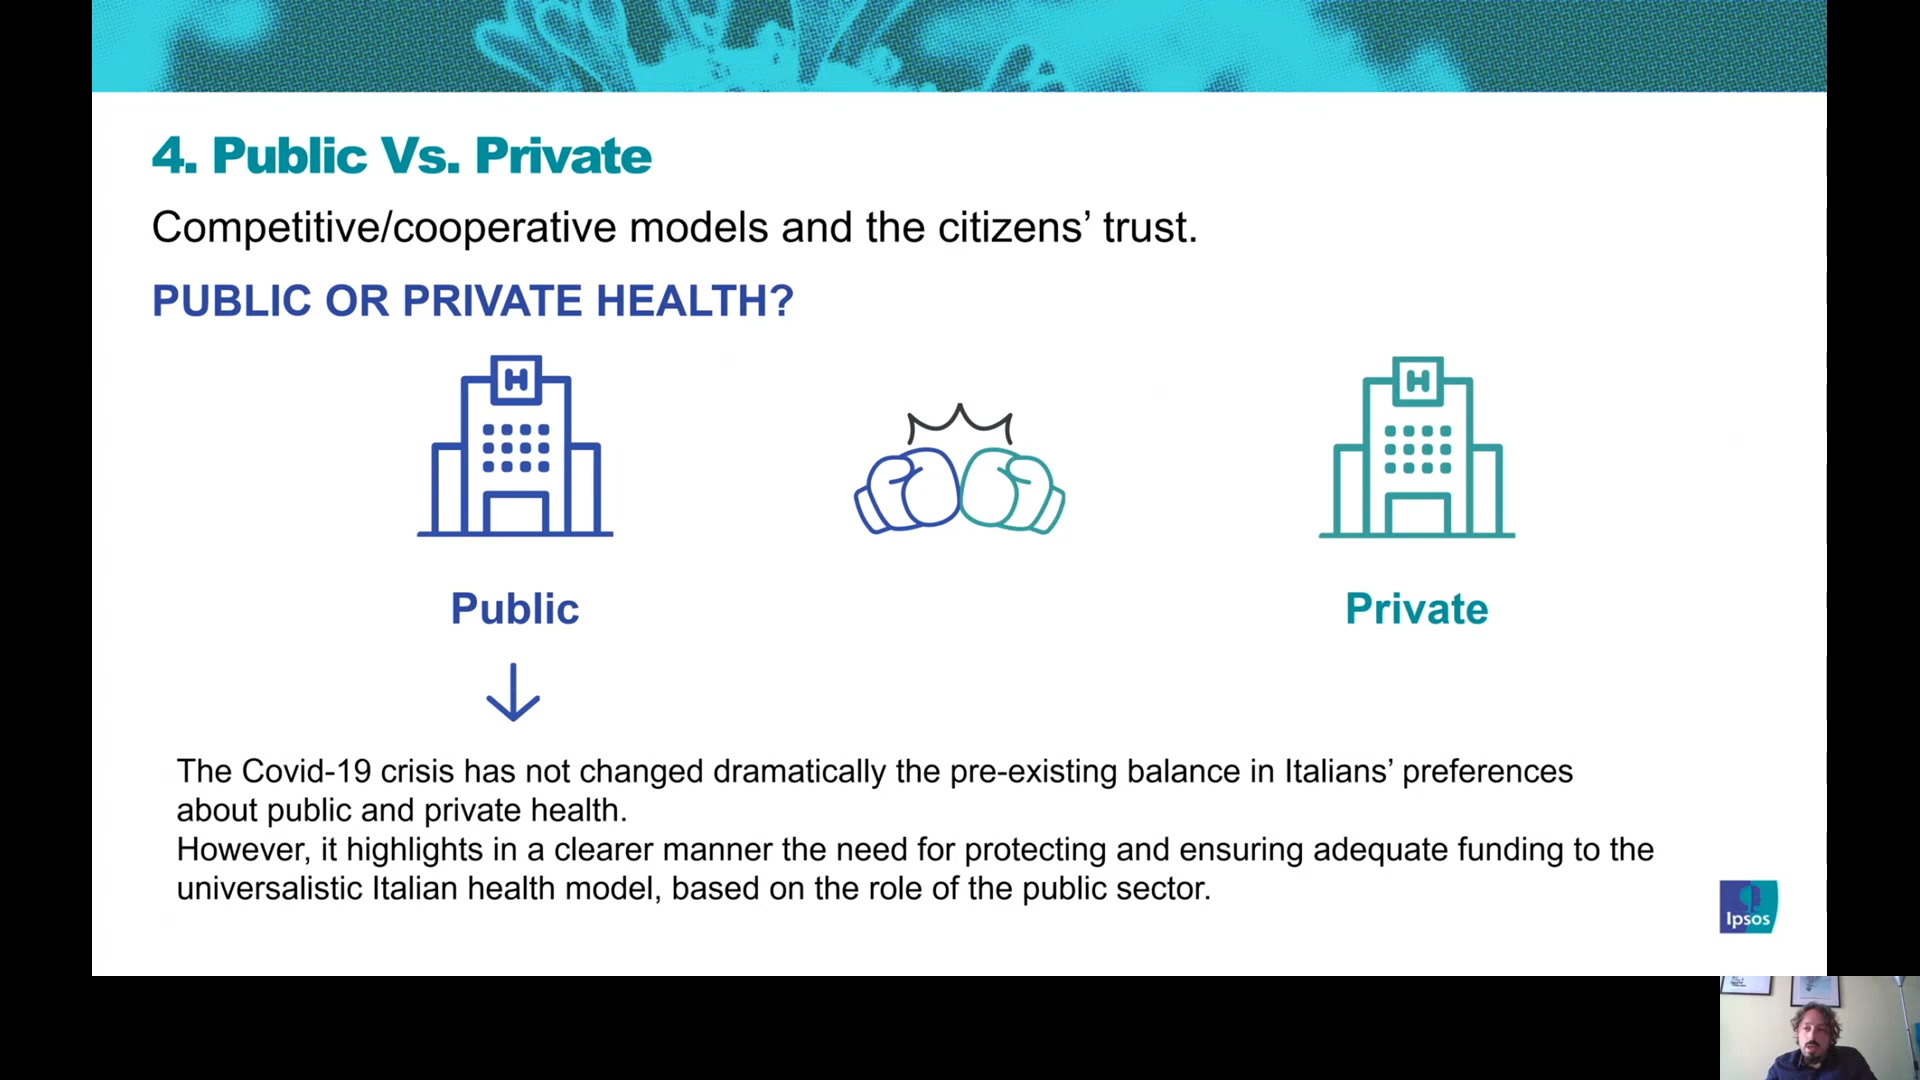 4. Public Vs. Private
Competitive/cooperative models and the citizens’ trust.
PUBLIC OR PRIVATE HEALTH?
H
H
Public
Private
The Covid-19 crisis has not changed dramatically the pre-existing balance in Italians’ preferences
about public and private health.
However, it highlights in a clearer manner the need for protecting and ensuring adequate funding to the
universalistic Italian health model, based on the role of the public sector.
Ipsos